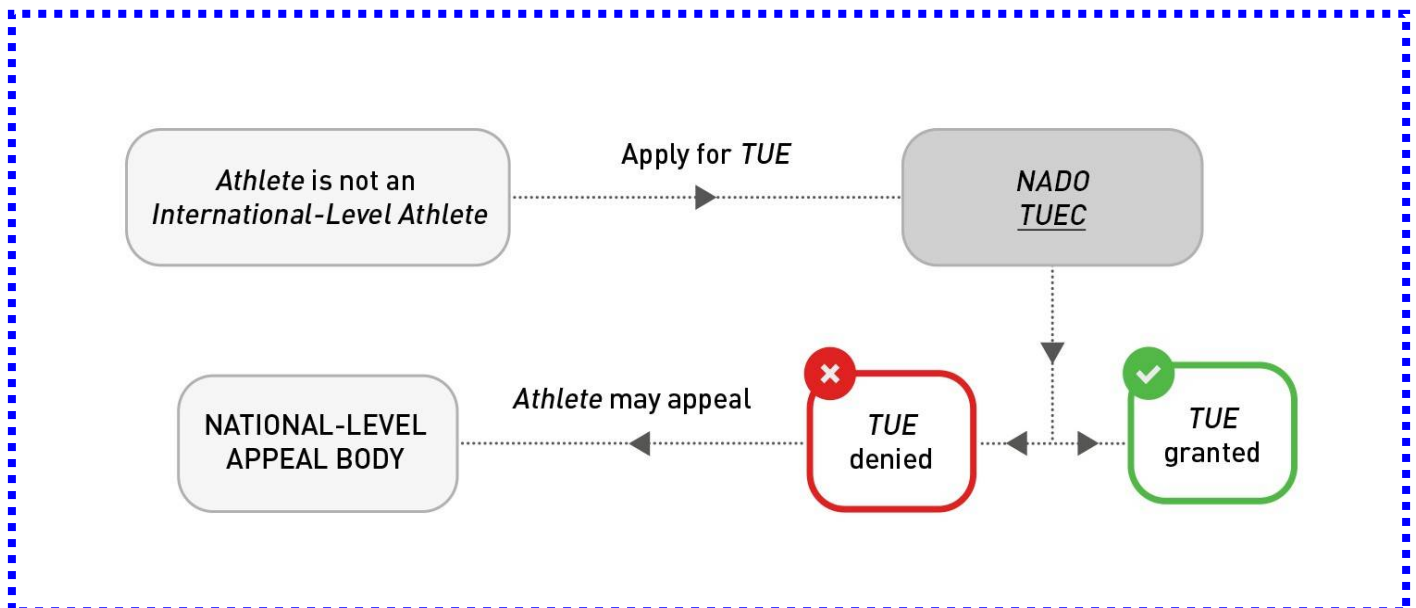 Athlete is not an
International-Level Athlete
Apply for TUE
NADO
TUEC
NATIONAL-LEVEL
APPEAL BODY
Athlete may appeal
TUE
denied
TUE
granted